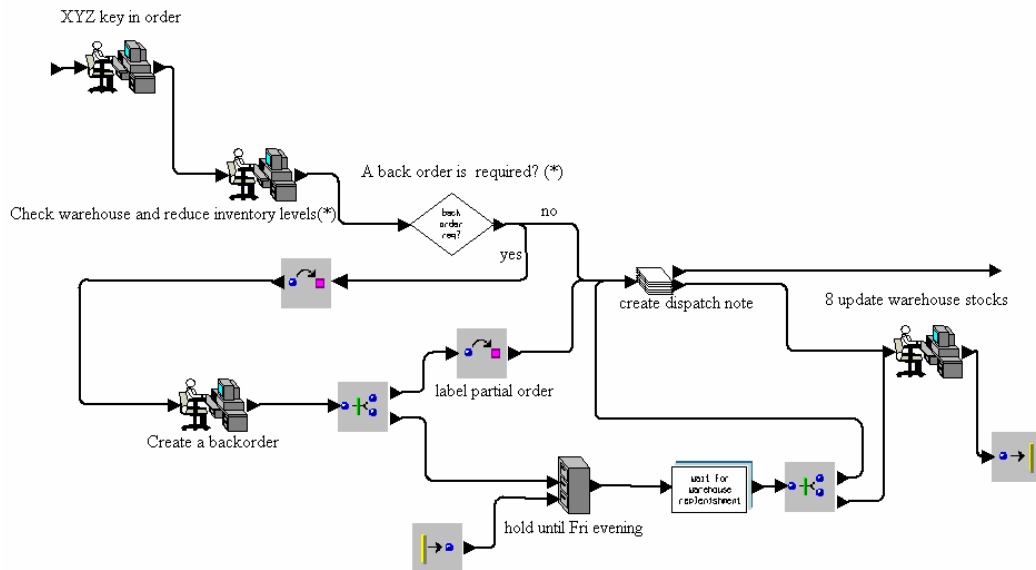 XYZ key in order
A back order is required? (*)
Check warehouse and reduce inventory levels(*)
back
order
req?
no
yes
create dispatch note
8 update warehouse stocks
label partial order
Create a backorder
wait for
warehouse
replenishment
hold until Fri evening